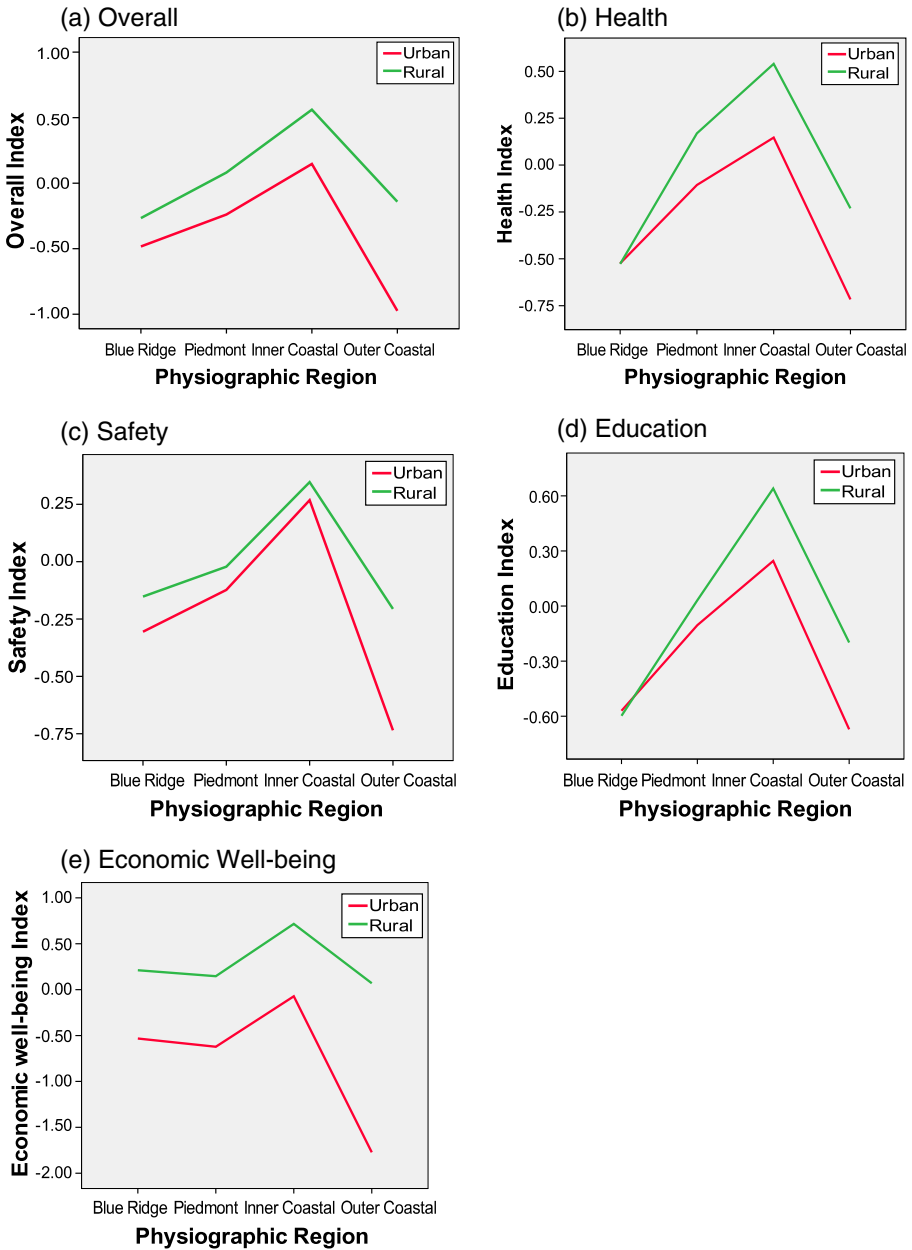 (a) Overall
Urban
Rural
1.00
0.50
0.00
-0.50
-1.00
Overall Index
Blue Ridge Piedmont Inner Coastal Outer Coastal
Physiographic Region
(b) Health
Urban
Rural
0.50
0.25
0.00
-0.25
-0.50
-0.75
Health Index
Blue Ridge Piedmont Inner Coastal Outer Coastal
Physiographic Region
(c) Safety
Urban
Rural
0.25
0.00
-0.25
-0.50
-0.75
Safety Index
Blue Ridge Piedmont Inner Coastal Outer Coastal
Physiographic Region
(d) Education
Urban
Rural
0.60
0.30
0.00
-0.30
-0.60
Education Index
Blue Ridge Piedmont Inner Coastal Outer Coastal
Physiographic Region
(e) Economic Well-being
Urban
Rural
1.00
0.50
0.00
-0.50
-1.00
-1.50
-2.00
Economic well-being Index
Blue Ridge Piedmont Inner Coastal Outer Coastal
Physiographic Region